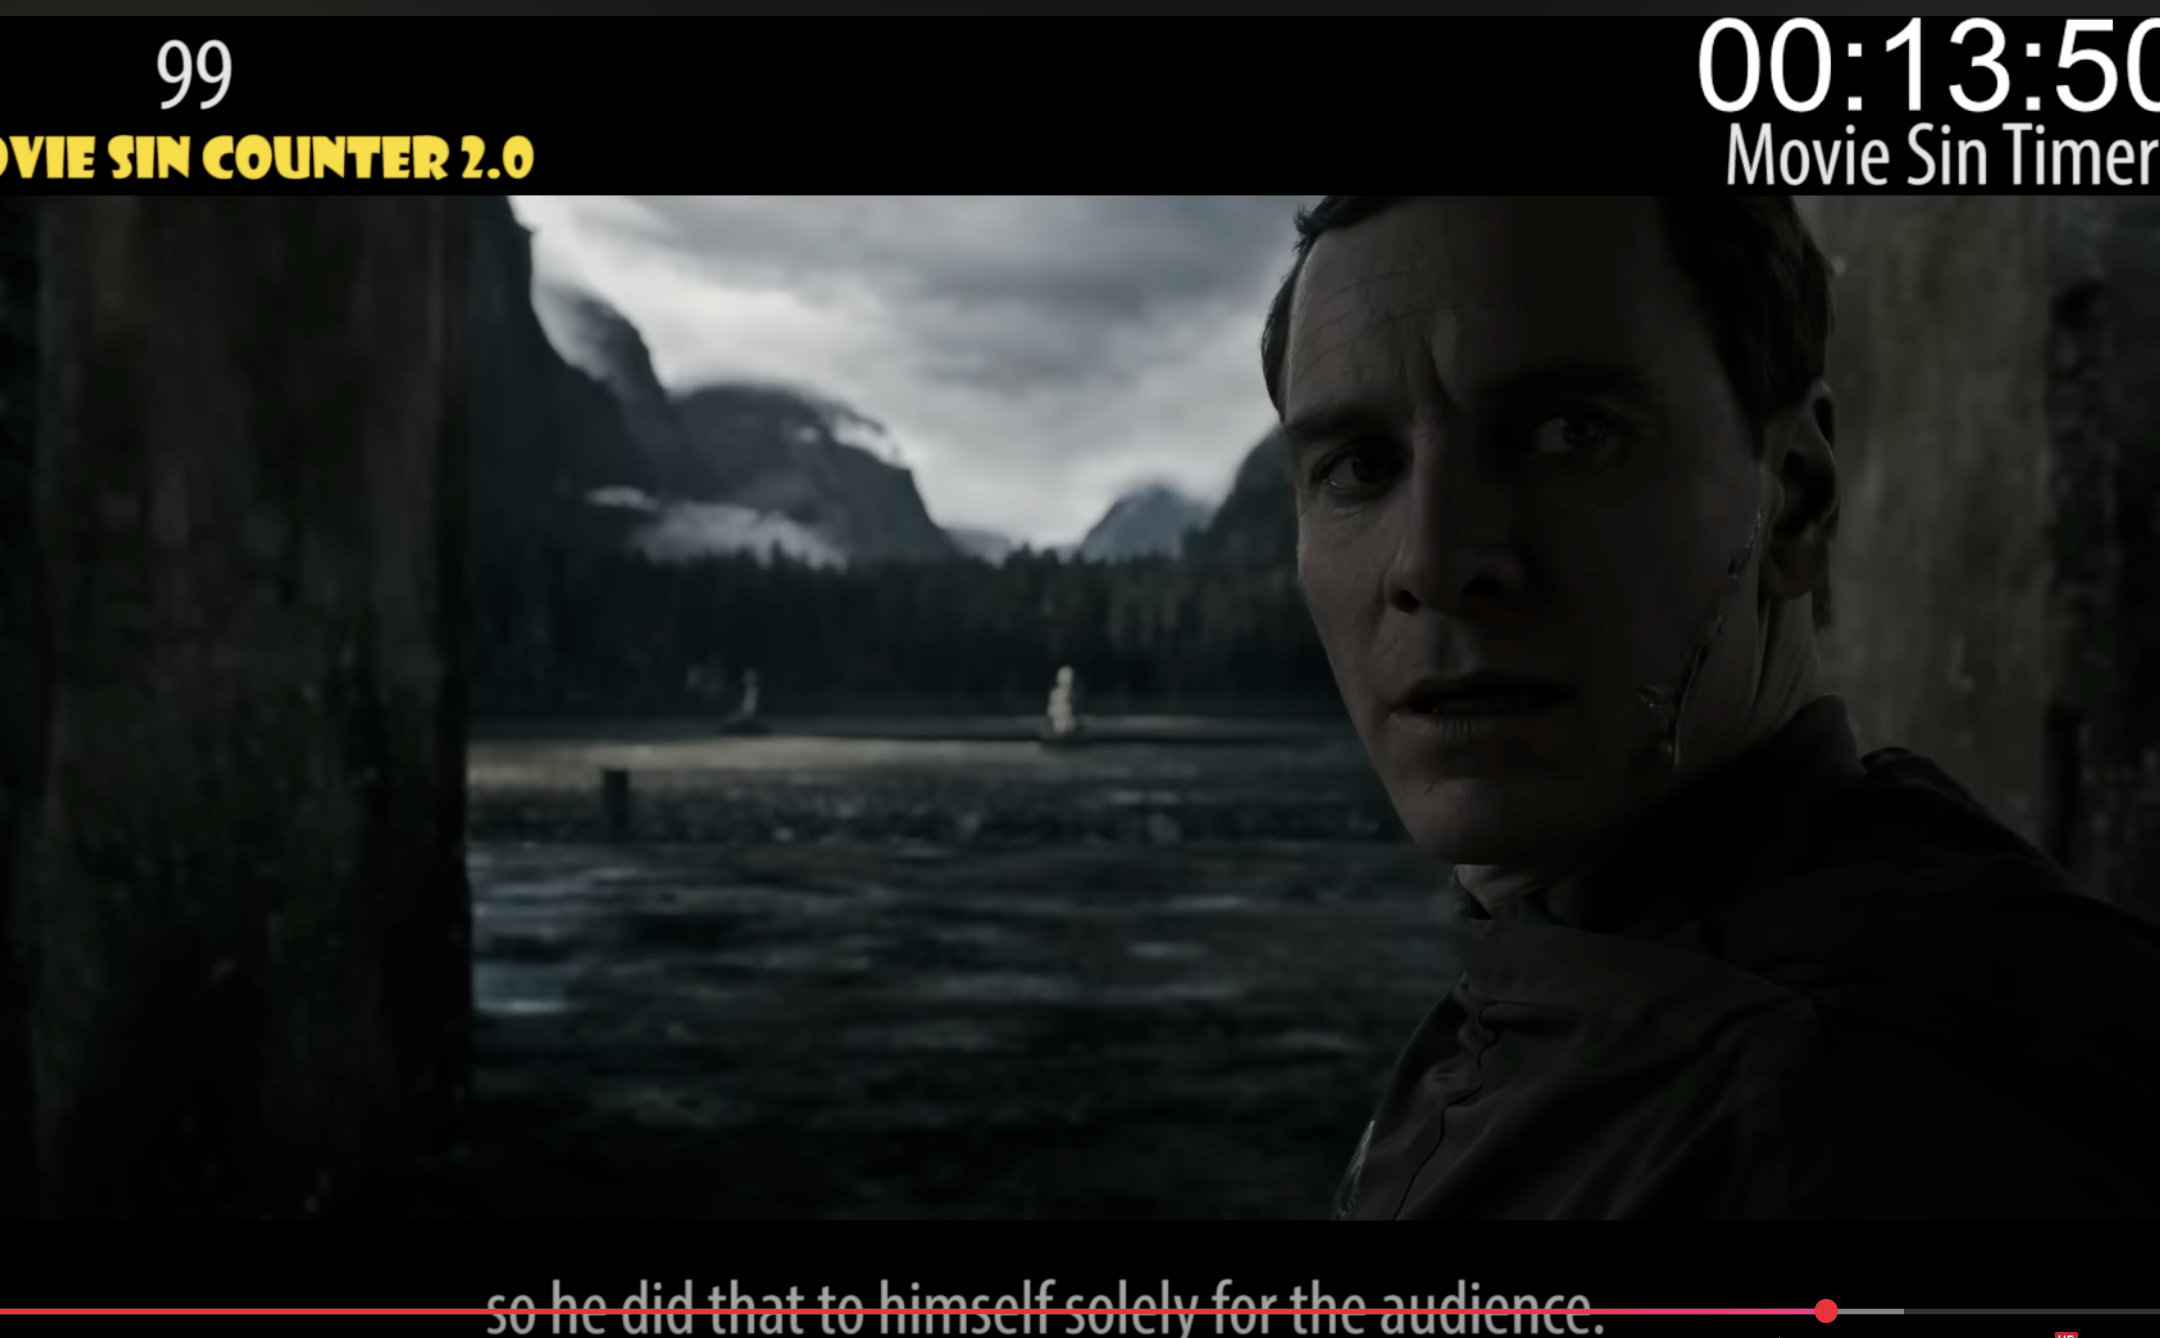 99
00:13:50
OVIE SIN COUNTER 2.0
Movie Sin Timer
so he did that to himself solely for the audience.
HD